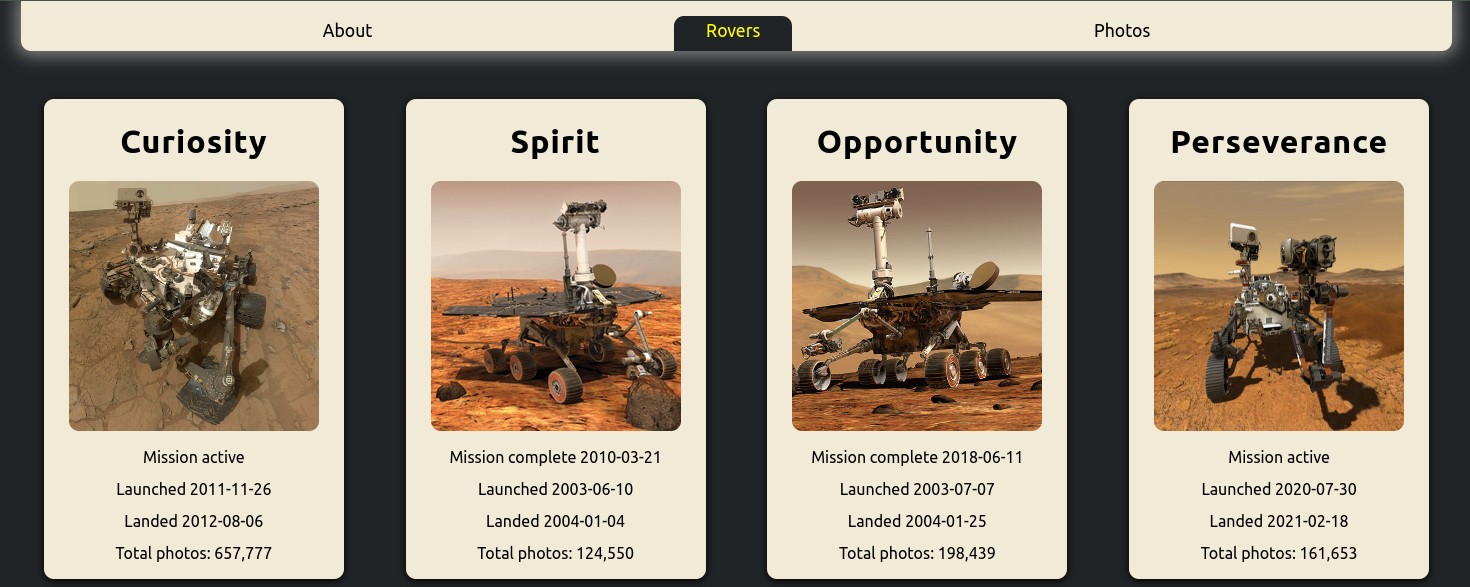 About
Rovers
Photos
Curiosity
Mission active
Launched 2011-11-26
Landed 2012-08-06
Total photos: 657,777
Spirit
Mission complete 2010-03-21
Launched 2003-06-10
Landed 2004-01-04
Total photos: 124,550
Opportunity
Mission complete 2018-06-11
Launched 2003-07-07
Landed 2004-01-25
Total photos: 198,439
Perseverance
Mission active
Launched 2020-07-30
Landed 2021-02-18
Total photos: 161,653